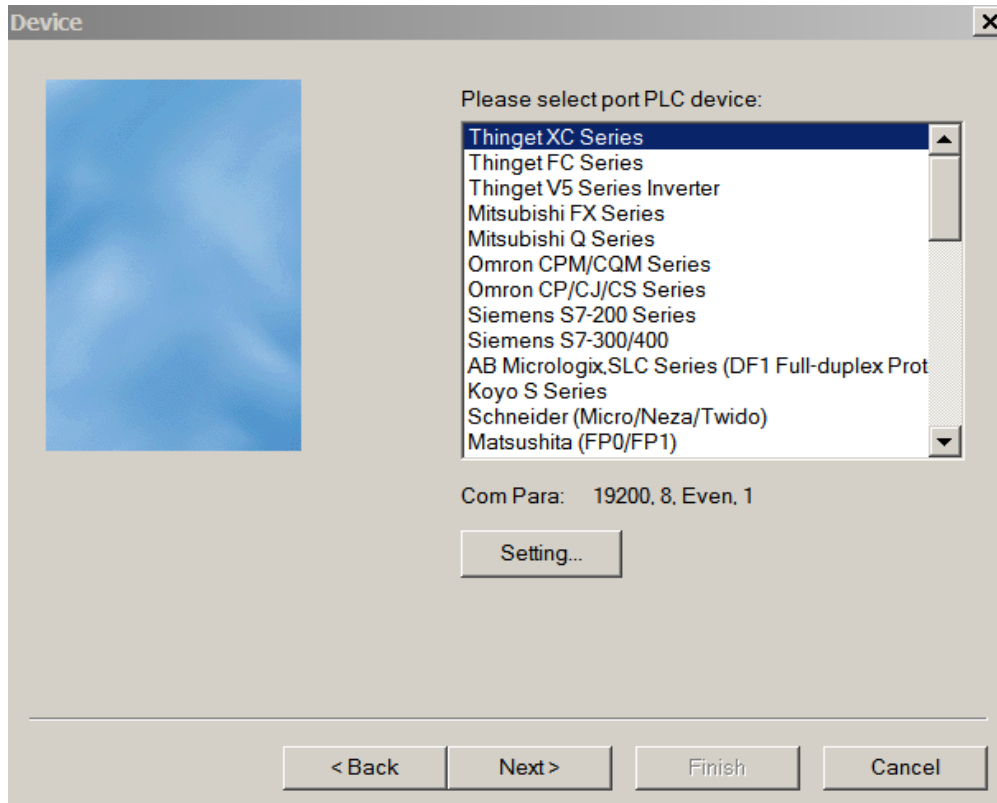 Device
Please select port PLC device:
Thinget XC Series
Thinget FC Series
Thinget V5 Series Inverter
Mitsubishi FX Series
Mitsubishi Q Series
Omron CPM/CQM Series
Omron CP/CJ/CS Series
Siemens S7-200 Series
Siemens S7-300/400
AB Micrologix,SLC Series (DF1 Full-duplex Prot
Koyo S Series
Schneider (Micro/Neza/Twido)
Matsushita (FP0/FP1)
Com Para: 19200, 8, Even, 1
Setting...
< Back Next > Finish Cancel